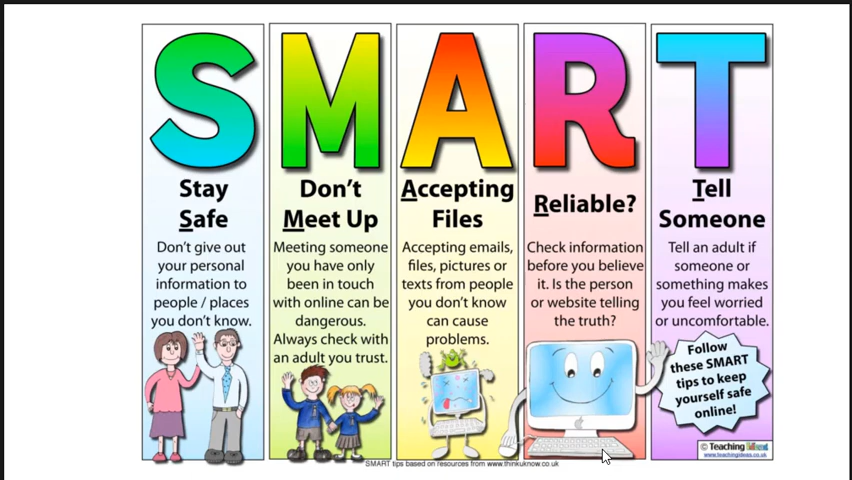 S
Stay
Safe
Don't give out
your personal
information to
people / places
you don't know.
M
Don't
Meet Up
Meeting someone
you have only
been in touch
with online can be
dangerous.
Always check with
an adult you trust.
A
Accepting
Files
Accepting emails,
files, pictures or
texts from people
you don't know
can cause
problems.
R
Reliable?
Check information
before you believe
it. Is the person
or website telling
the truth?
T
Tell
Someone
Tell an adult if
someone or
something makes
you feel worried
or uncomfortable.
Follow
these SMART
tips to keep
yourself safe
online!
© Teaching Ideas
www.teachingideas.co.uk
SMART tips based on resources from www.thinkuknow.co.uk